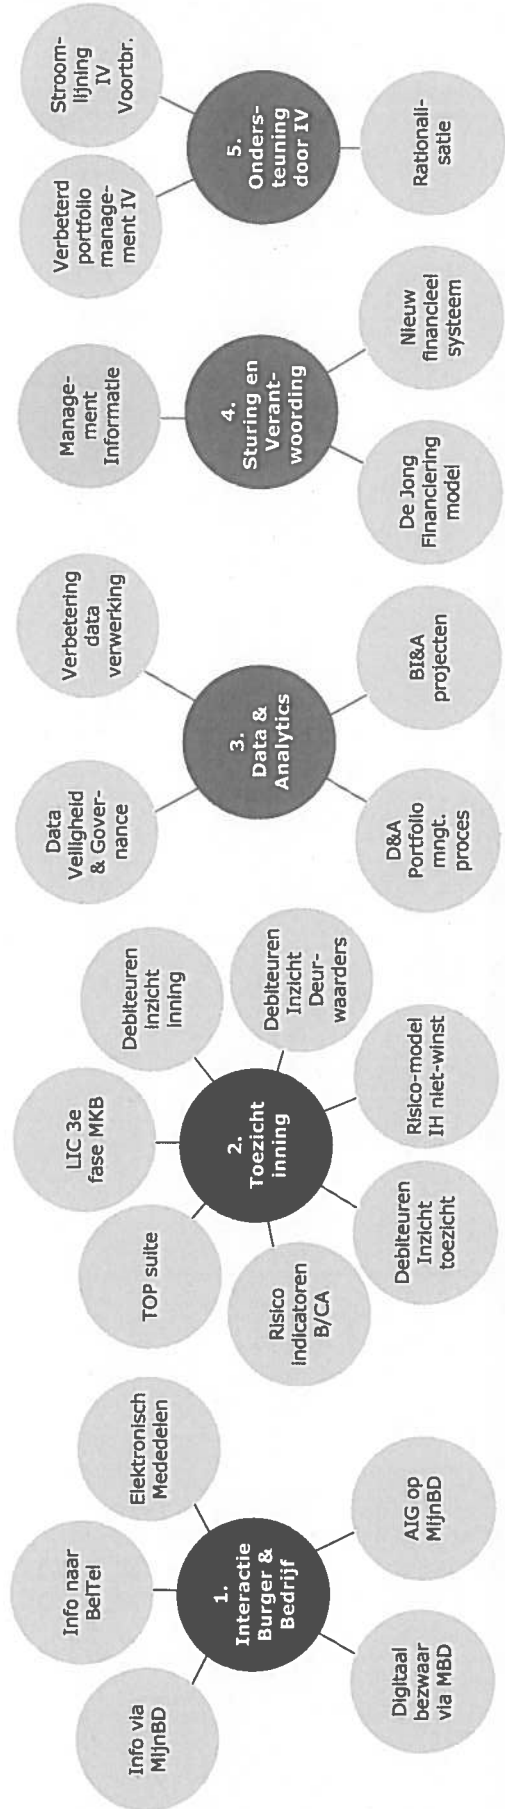 Info via
MijnBD
Info naar
BelTel
Elektronisch
Mededelen
1.
Interactie
Burger &
Bedrijf
Digitaal
bezwaar
via MBD
AIG op
MijnBD
TOP suite
LIC 3e
fase MKB
Debiteuren
inzicht
inning
Debiteuren
Inzicht
Deur-
waarders
2.
Toezicht
inning
Risico
indicatoren
B/CA
Debiteuren
Inzicht
toezicht
Risico-model
IH niet-winst
Data
Veiligheid
& Gover-
nance
Verbetering
data
verwerking
3.
Data &
Analytics
D&A
Portfolio
mngt.
proces
BI&A
projecten
Manage-
ment
Informatie
4.
Sturing en
Verant-
woording
De Jong
Financiering
model
Nieuw
financieel
systeem
Verbeterd
portfolio
manage-
ment IV
Stroom-
lijning
IV
Voortbr.
5.
Onders-
teuning
door IV
Rationali-
satie